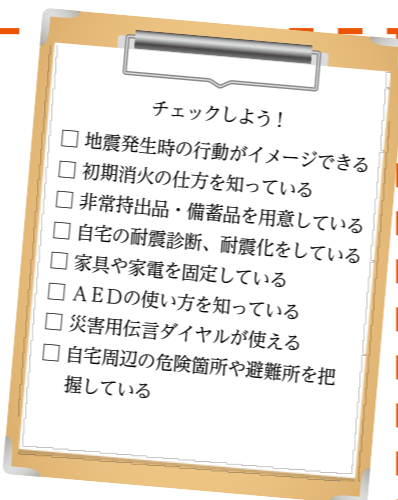 チェックしよう！
□ 地震発生時の行動がイメージできる
□ 初期消火の仕方を知っている
□ 非常持出品・備蓄品を用意している
□ 自宅の耐震診断、耐震化をしている
□ 家具や家電を固定している
□ ＡＥＤの使い方を知っている
□ 災害用伝言ダイヤルが使える
□ 自宅周辺の危険箇所や避難所を把
握している